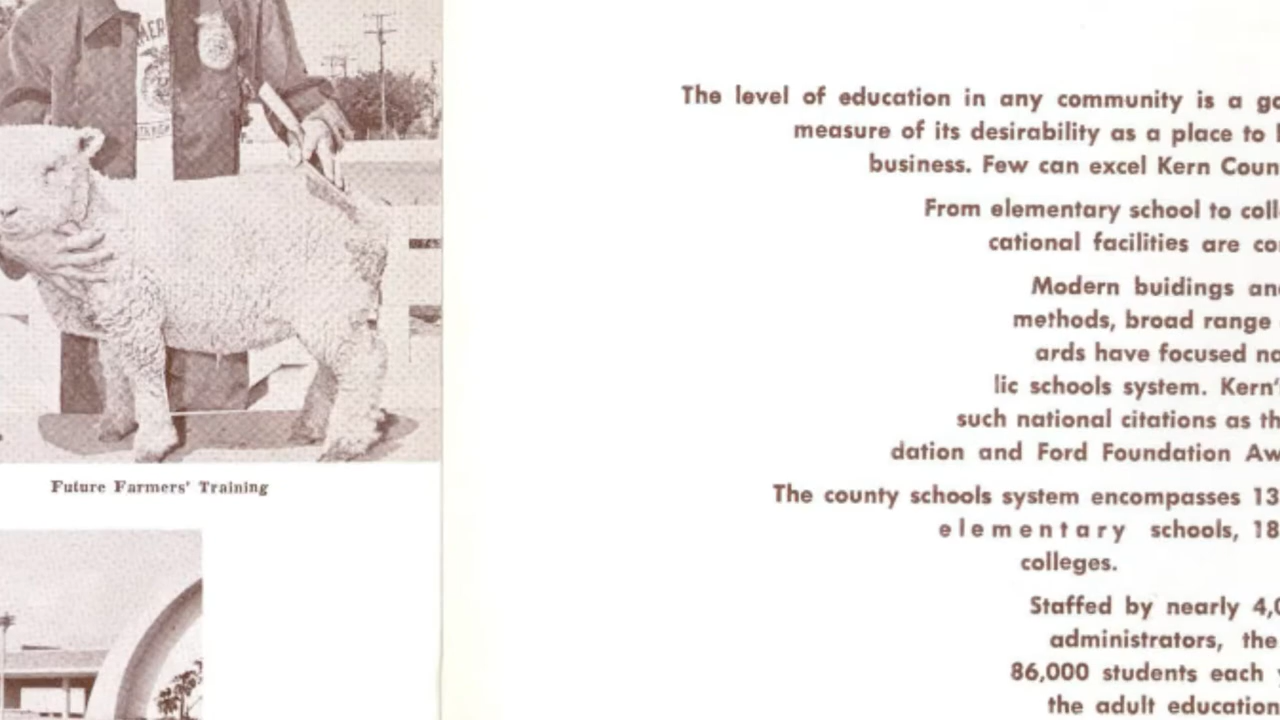 Future Farmers' Training
The level of education in any community is a
measure of its desirability as a place to
business. Few can excel Kern Coun
From elementary school to coll
cational facilities are
Modern buidings an
methods, broad range
ards have focused
lic schools system. Kern'
such national citations as th
dation and Ford Foundation Aw
The county schools system encompasses 13
elementary schools, 18
colleges.
Staffed by nearly 4,
administrators, the
86,000 students each
the adult education